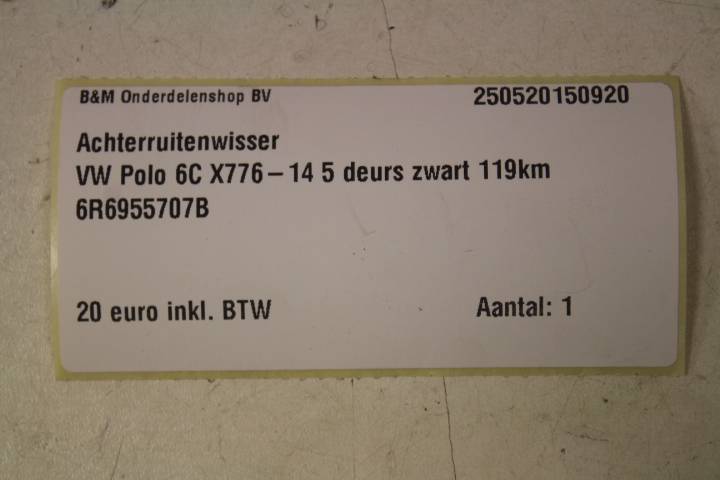 B&M Onderdelenshop BV 250520150920
Achterruitenwisser
VW Polo 6C X776-14 5 deurs zwart 119km
6R6955707B
20 euro inkl. BTW Aantal: 1